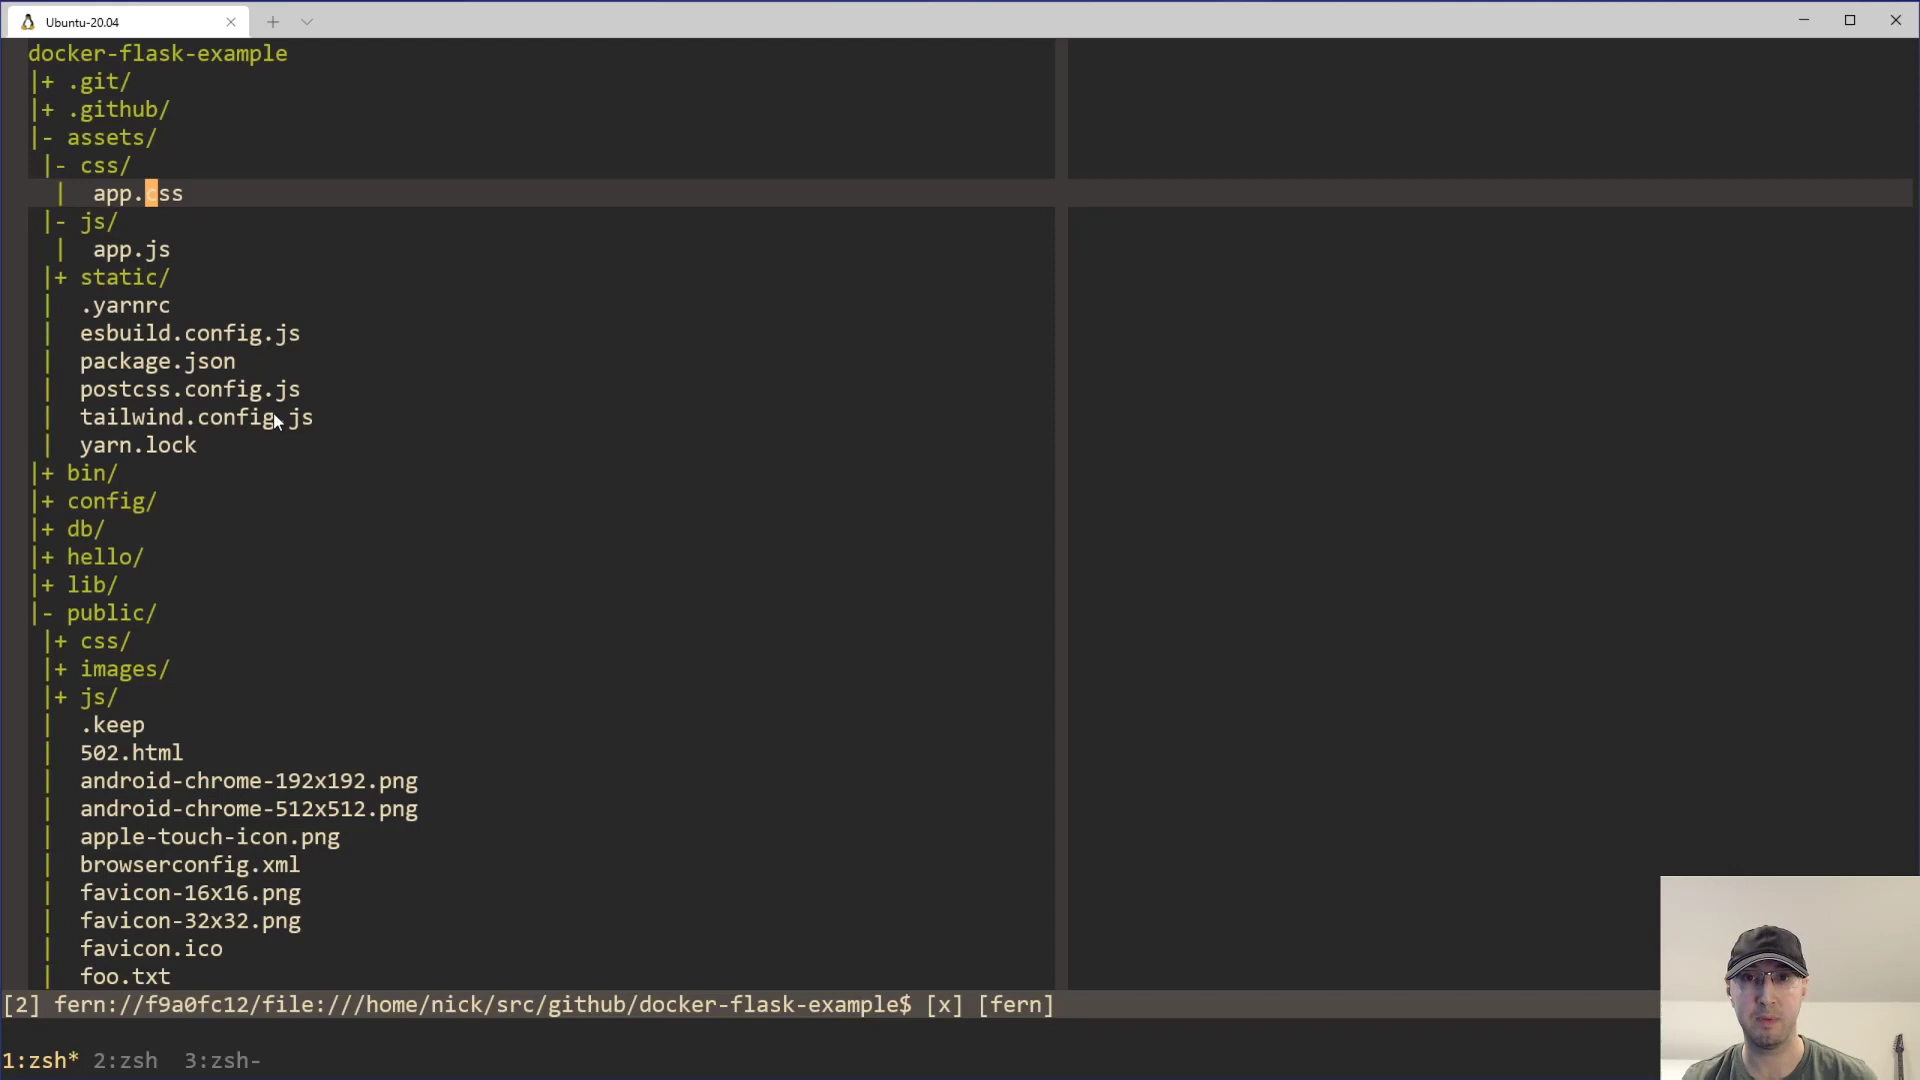 Ubuntu-20.04
docker-flask-example
|+ .git/
|+ .github/
|- assets/
|- css/
| app.css
|- js/
| app.js
|+ static/
| .yarnrc
| esbuild.config.js
| package.json
| postcss.config.js
| tailwind.config.js
| yarn.lock
|+ bin/
|+ config/
|+ db/
|+ hello/
|+ lib/
|- public/
|+ css/
|+ images/
|+ js/
| .keep
| 502.html
| android-chrome-192x192.png
| android-chrome-512x512.png
| apple-touch-icon.png
| browserconfig.xml
| favicon-16x16.png
| favicon-32x32.png
| favicon.ico
| foo.txt
[2] fern://f9a0fc12/file:///home/nick/src/github/docker-flask-example$ [x] [fern]
1:zsh* 2:zsh 3:zsh-